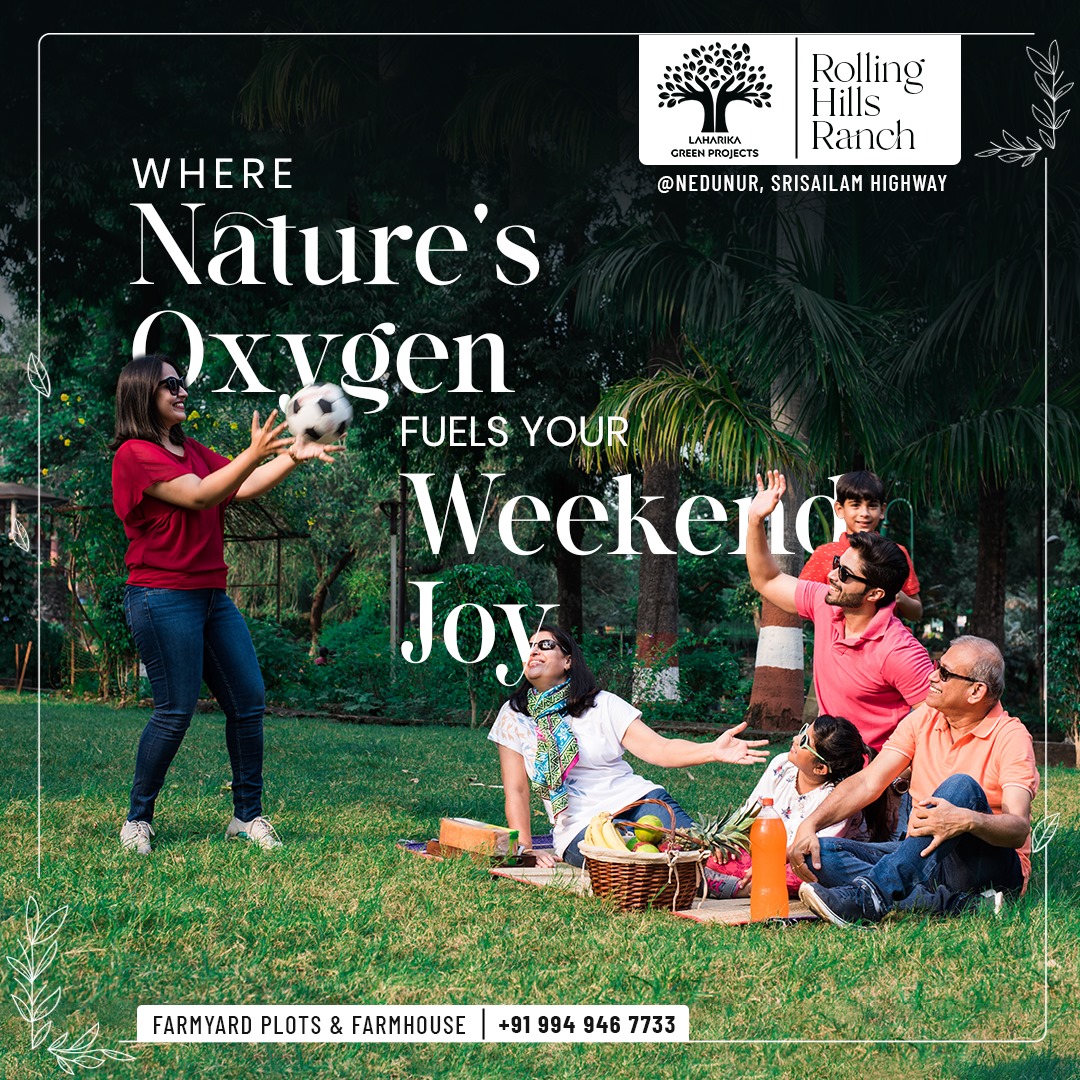 LAHARIKA
GREEN PROJECTS
Rolling
Hills
Ranch
@NEDUNUR, SRISAILAM HIGHWAY
WHERE
Nature's
Oxygen
FUELS YOUR
Weekend
Joy
FARMYARD PLOTS & FARMHOUSE | +91 994 946 7733